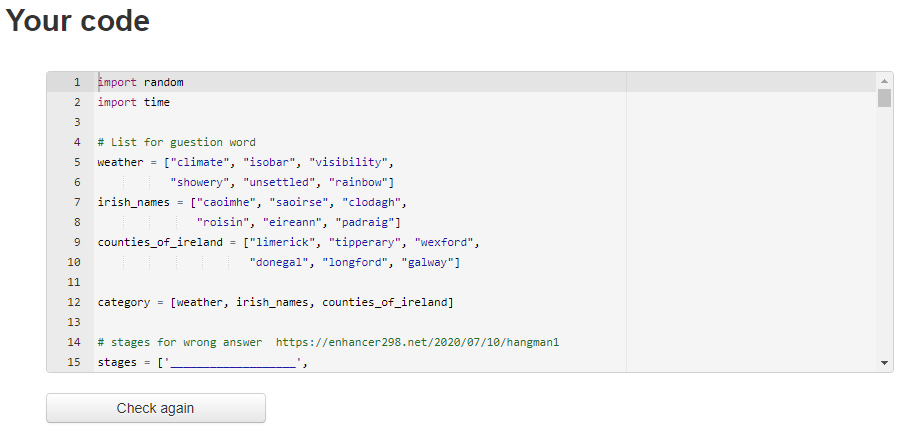 Your code
1 import random
2 import time
3
4 # List for guestion word
5 weather = ["climate", "isobar", "visibility",
6 "showery", "unsettled", "rainbow"]
7 irish_names = ["caoimhe", "saoirse", "clodagh",
8 "roisin", "eireann", "padraig"]
9 counties_of_ireland = ["limerick", "tipperary", "wexford",
10 "donegal", "longford", "galway"]
11
12 category = [weather, irish_names, counties_of_ireland]
13
14 # stages for wrong answer  https://enhancer298.net/2020/07/10/hangman1
15 stages = ['___________________',
Check again